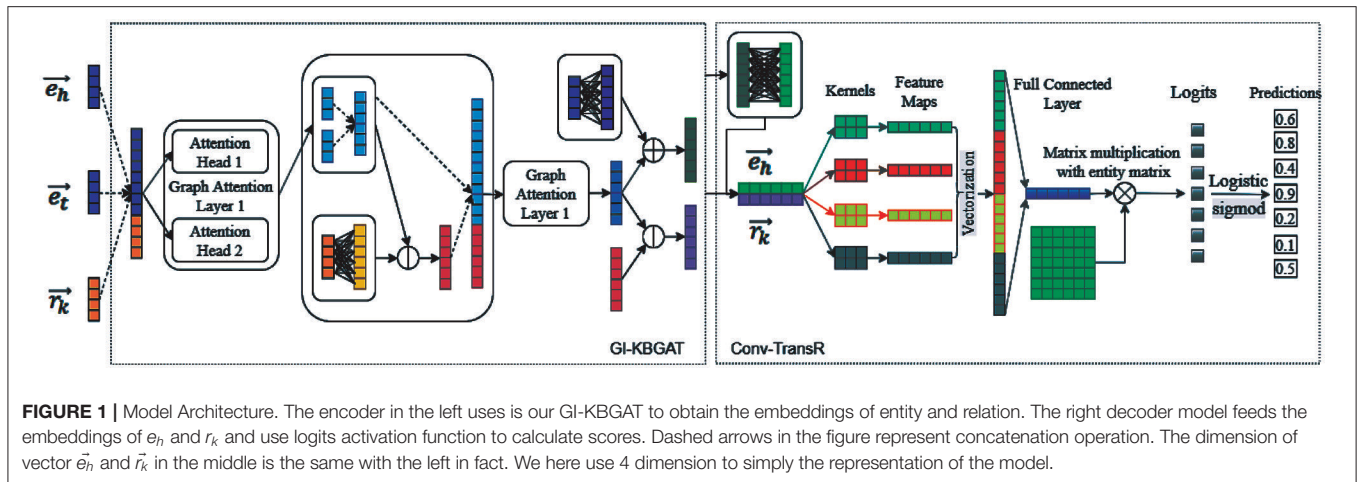 e_h
e_t
r_k
Attention
Head 1
Graph Attention
Layer 1
Attention
Head 2
Graph
Attention
Layer 1
GI-KBGAT
e_h
r_k
Kernels
Feature
Maps
Vectorization
Full Connected
Layer
Matrix multiplication
with entity matrix
Logits
Logistic
sigmod
Predictions
0.6
0.8
0.4
0.9
0.2
0.1
0.5
Conv-TransR
FIGURE 1 | Model Architecture. The encoder in the left uses is our GI-KBGAT to obtain the embeddings of entity and relation. The right decoder model feeds the
embeddings of e_h and r_k and use logits activation function to calculate scores. Dashed arrows in the figure represent concatenation operation. The dimension of
vector e⃗_h and r⃗_k in the middle is the same with the left in fact. We here use 4 dimension to simply the representation of the model.